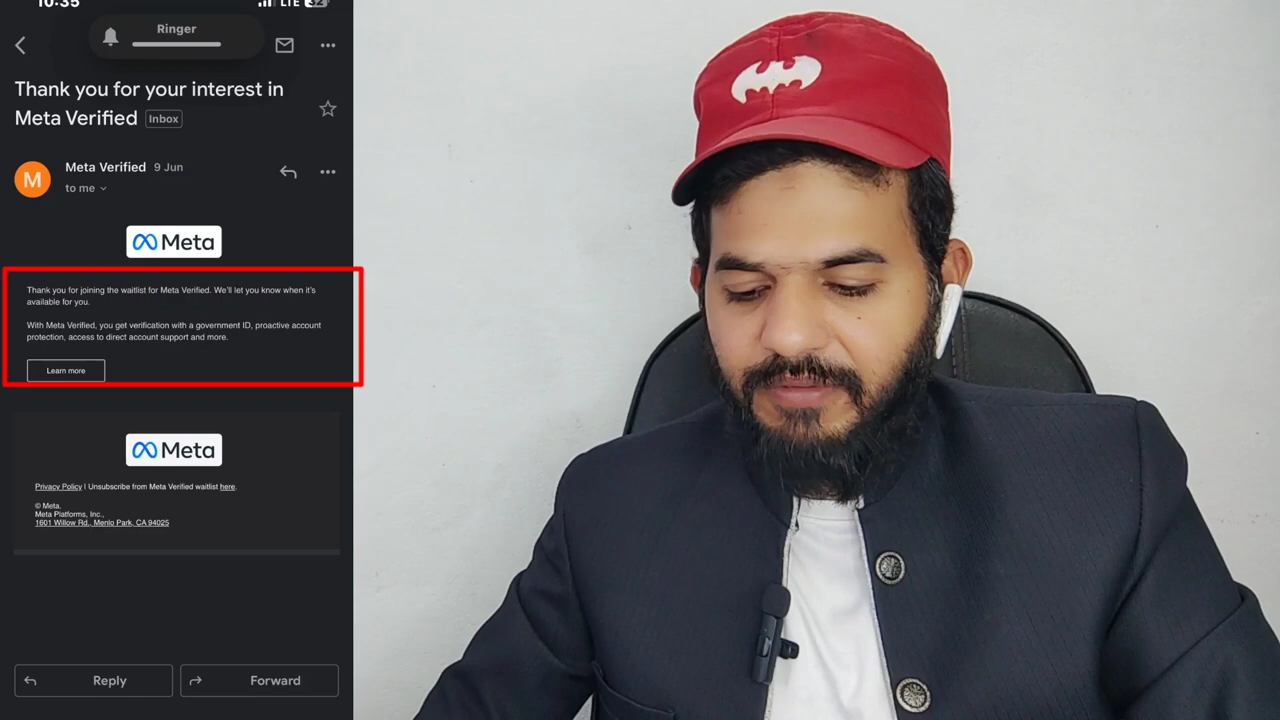 10:35
LTE
Ringer
Thank you for your interest in
Meta Verified Inbox
M
Meta Verified 9 Jun
to me
Meta
Thank you for joining the waitlist for Meta Verified. We'll let you know when it's
available for you.
With Meta Verified, you get verification with a government ID, proactive account
protection, access to direct account support and more.
Learn more
Meta
Privacy Policy | Unsubscribe from Meta Verified waitlist here.
© Meta.
Meta Platforms, Inc.,
1601 Willow Rd., Menlo Park, CA 94025
Reply
Forward